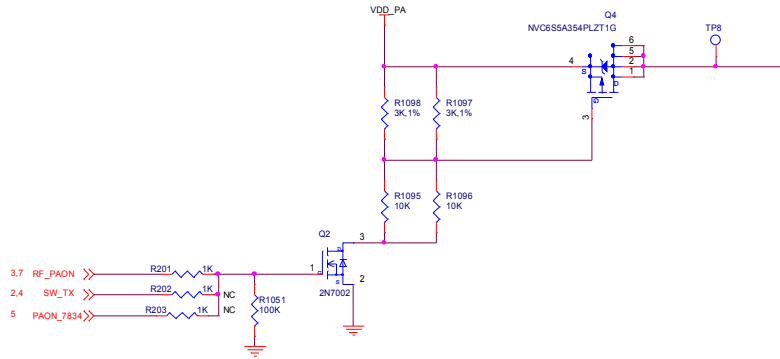 VDD_PA
Q4
NVC6S5A354PLZT1G
TP8
6
5
4
2
1
S
D
G
3
R1098
3K,1%
R1097
3K,1%
R1095
10K
R1096
10K
Q2
3
D
1
G
S
2
2N7002
3,7 RF_PAON
R201
1K
2,4 SW_TX
R202
1K
NC
5 PAON_7834
R203
1K
NC
R1051
100K